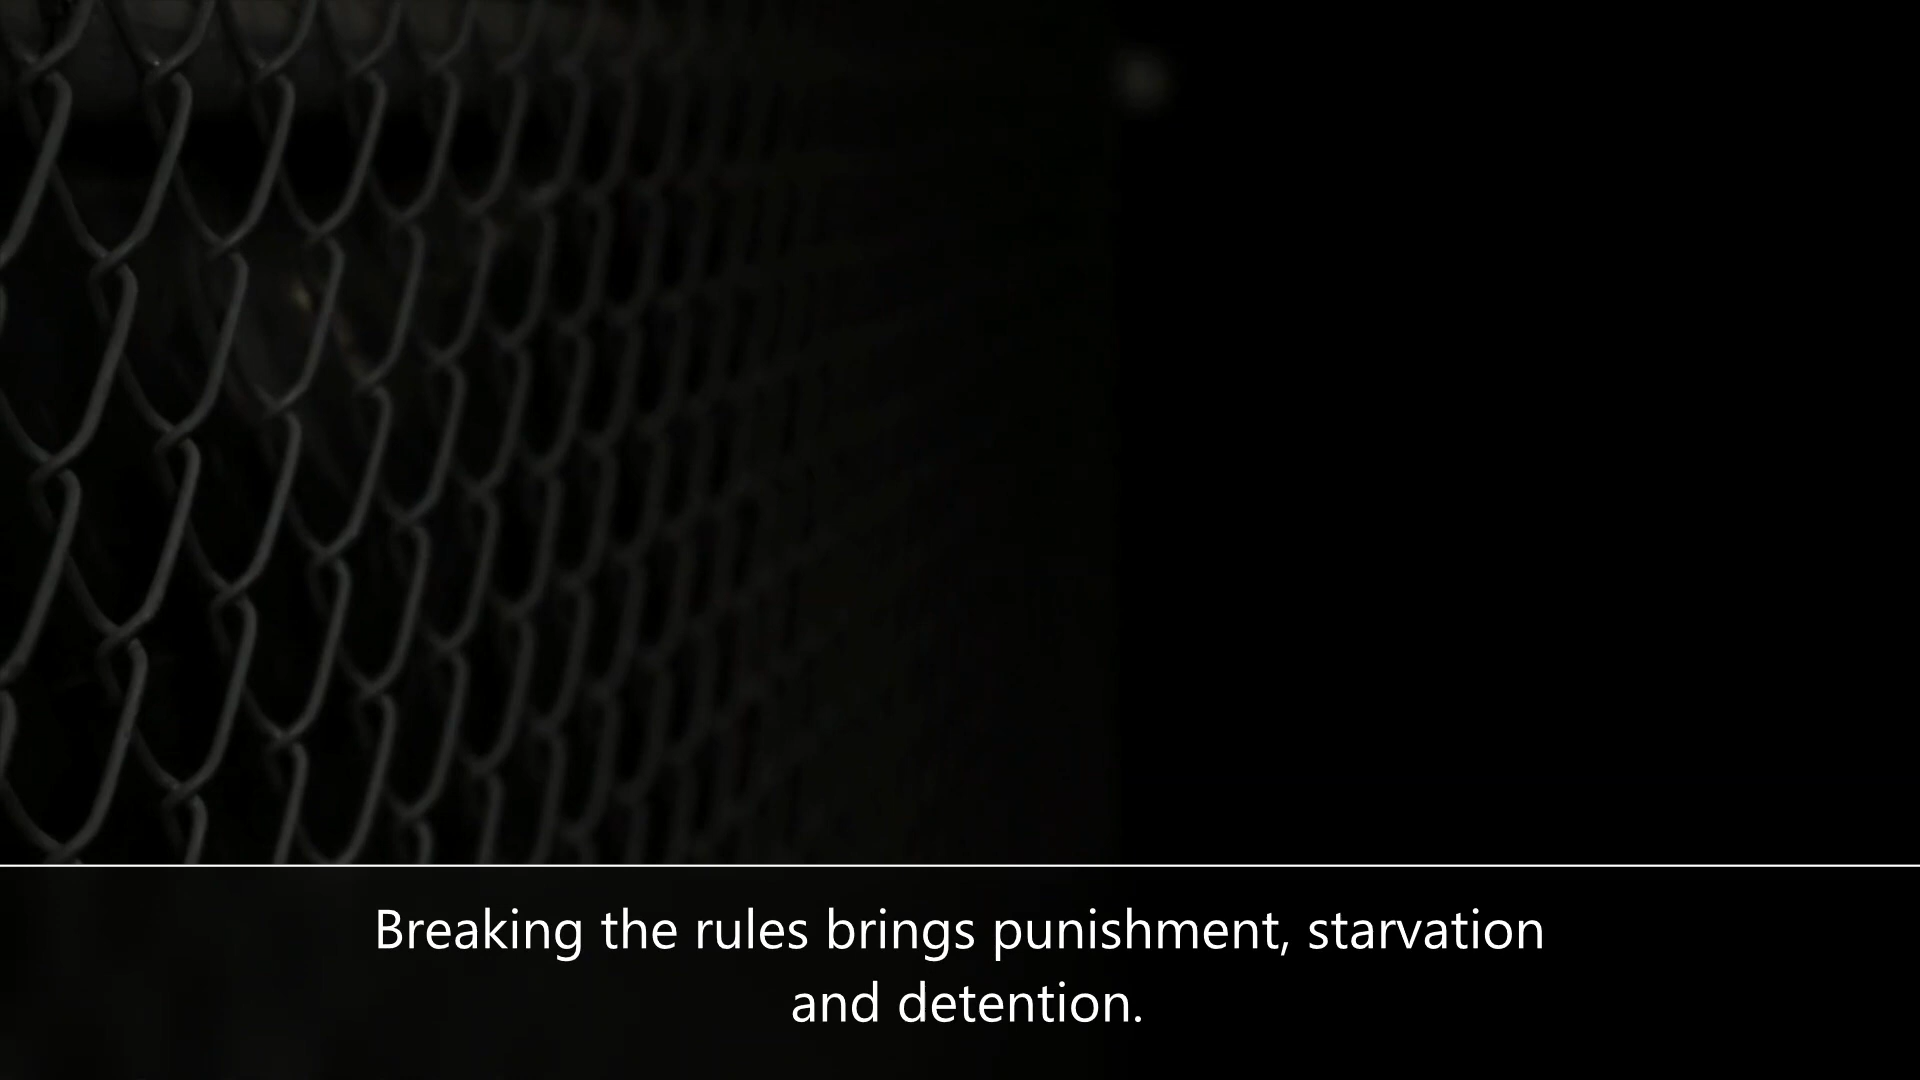 Breaking the rules brings punishment, starvation
and detention.